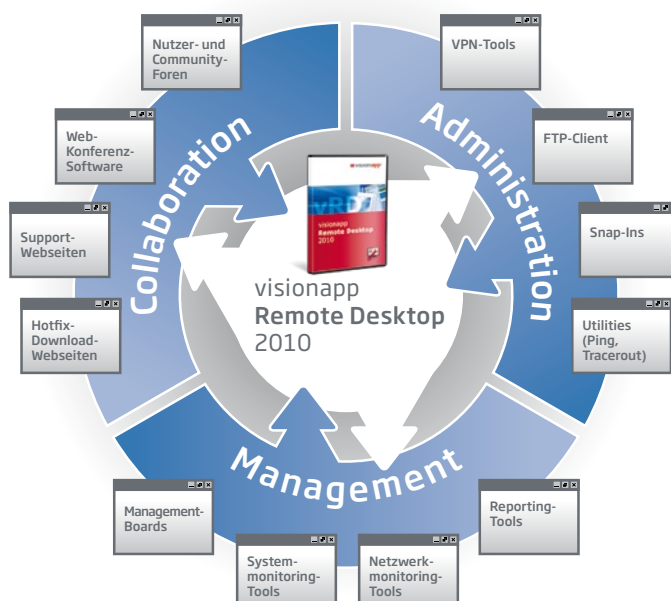 Nutzer- und
Community-
Foren
VPN-Tools
Web-
Konferenz-
Software
FTP-Client
Support-
Webseiten
Snap-Ins
Hotfix-
Download-
Webseiten
Utilities
(Ping,
Tracerout)
Collaboration
Administration
Management
visionapp
vRD
visionapp
Remote Desktop
2010
visionapp
Remote Desktop
2010
Management-
Boards
System-
monitoring-
Tools
Netzwerk-
monitoring-
Tools
Reporting-
Tools